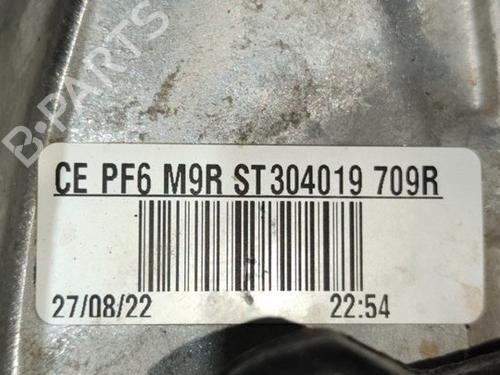 B-PARTS
CE PF6 M9R ST304019 709R
27/08/22 22:54